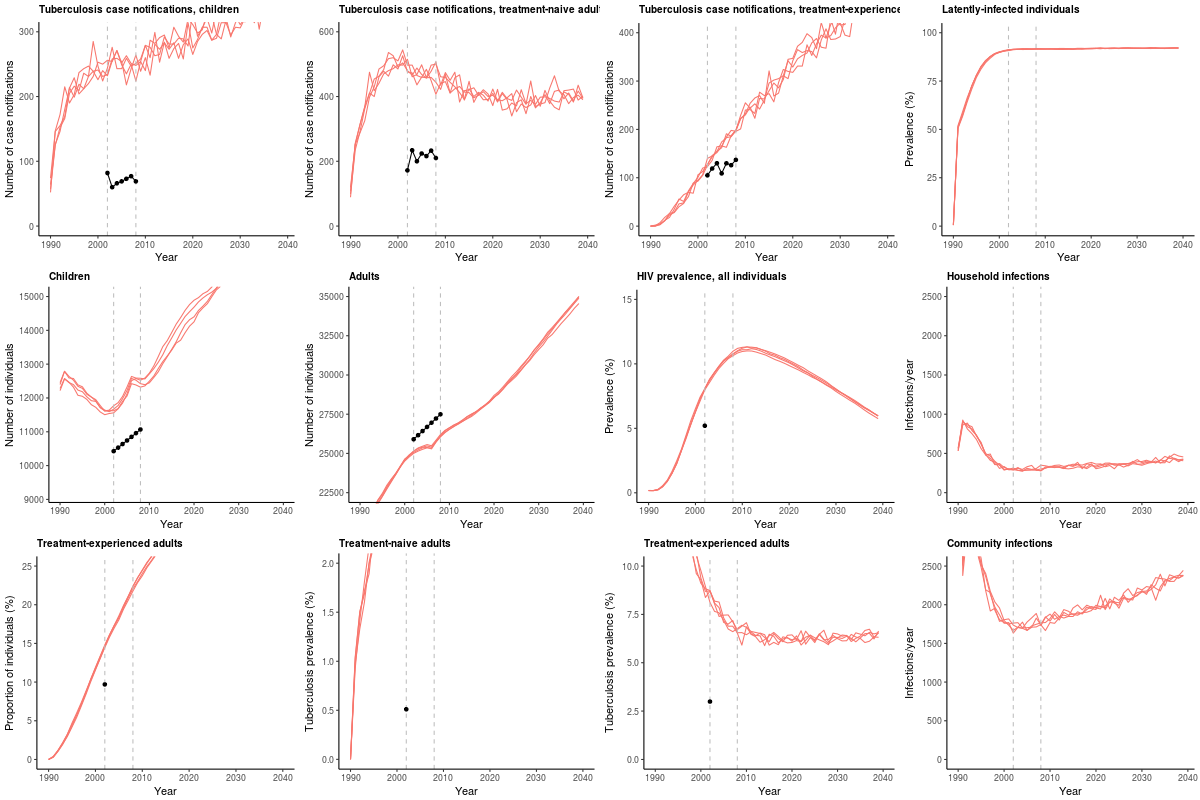 Tuberculosis case notifications, children
Number of case notifications
300
200
100
0
1990 2000 2010 2020 2030 2040
Year
Tuberculosis case notifications, treatment-naive adul
Number of case notifications
600
400
200
0
1990 2000 2010 2020 2030 2040
Year
Tuberculosis case notifications, treatment-experience
Number of case notifications
400
300
200
100
0
1990 2000 2010 2020 2030 2040
Year
Latently-infected individuals
Prevalence (%)
100
75
50
25
0
1990 2000 2010 2020 2030 2040
Year
Children
Number of individuals
15000
14000
13000
12000
11000
10000
9000
1990 2000 2010 2020 2030 2040
Year
Adults
Number of individuals
35000
32500
30000
27500
25000
22500
1990 2000 2010 2020 2030 2040
Year
HIV prevalence, all individuals
Prevalence (%)
15
10
5
0
1990 2000 2010 2020 2030 2040
Year
Household infections
Infections/year
2500
2000
1500
1000
500
0
1990 2000 2010 2020 2030 2040
Year
Treatment-experienced adults
Proportion of individuals (%)
25
20
15
10
5
0
1990 2000 2010 2020 2030 2040
Year
Treatment-naive adults
Tuberculosis prevalence (%)
2.0
1.5
1.0
0.5
0.0
1990 2000 2010 2020 2030 2040
Year
Treatment-experienced adults
Tuberculosis prevalence (%)
10.0
7.5
5.0
2.5
0.0
1990 2000 2010 2020 2030 2040
Year
Community infections
Infections/year
2500
2000
1500
1000
500
0
1990 2000 2010 2020 2030 2040
Year